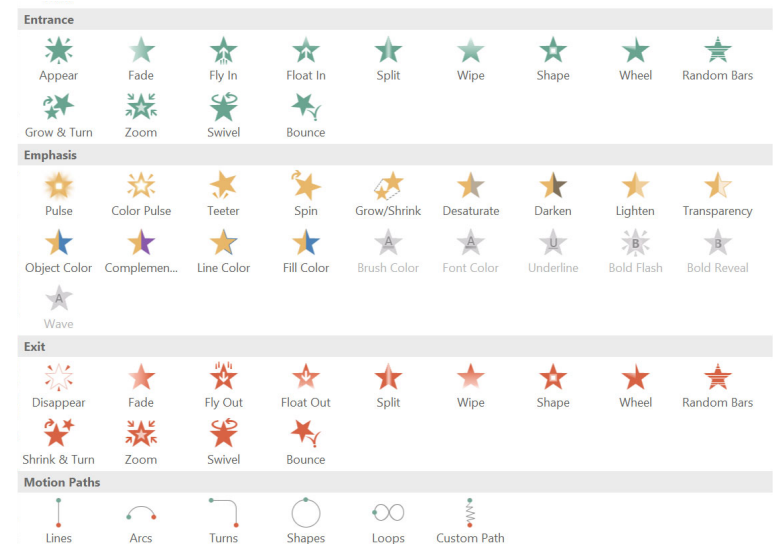 Entrance
Appear Fade Fly In Float In Split Wipe Shape Wheel Random Bars
Grow & Turn Zoom Swivel Bounce
Emphasis
Pulse Color Pulse Teeter Spin Grow/Shrink Desaturate Darken Lighten Transparency
Object Color Complemen... Line Color Fill Color Brush Color Font Color Underline Bold Flash Bold Reveal
Wave
Exit
Disappear Fade Fly Out Float Out Split Wipe Shape Wheel Random Bars
Shrink & Turn Zoom Swivel Bounce
Motion Paths
Lines Arcs Turns Shapes Loops Custom Path